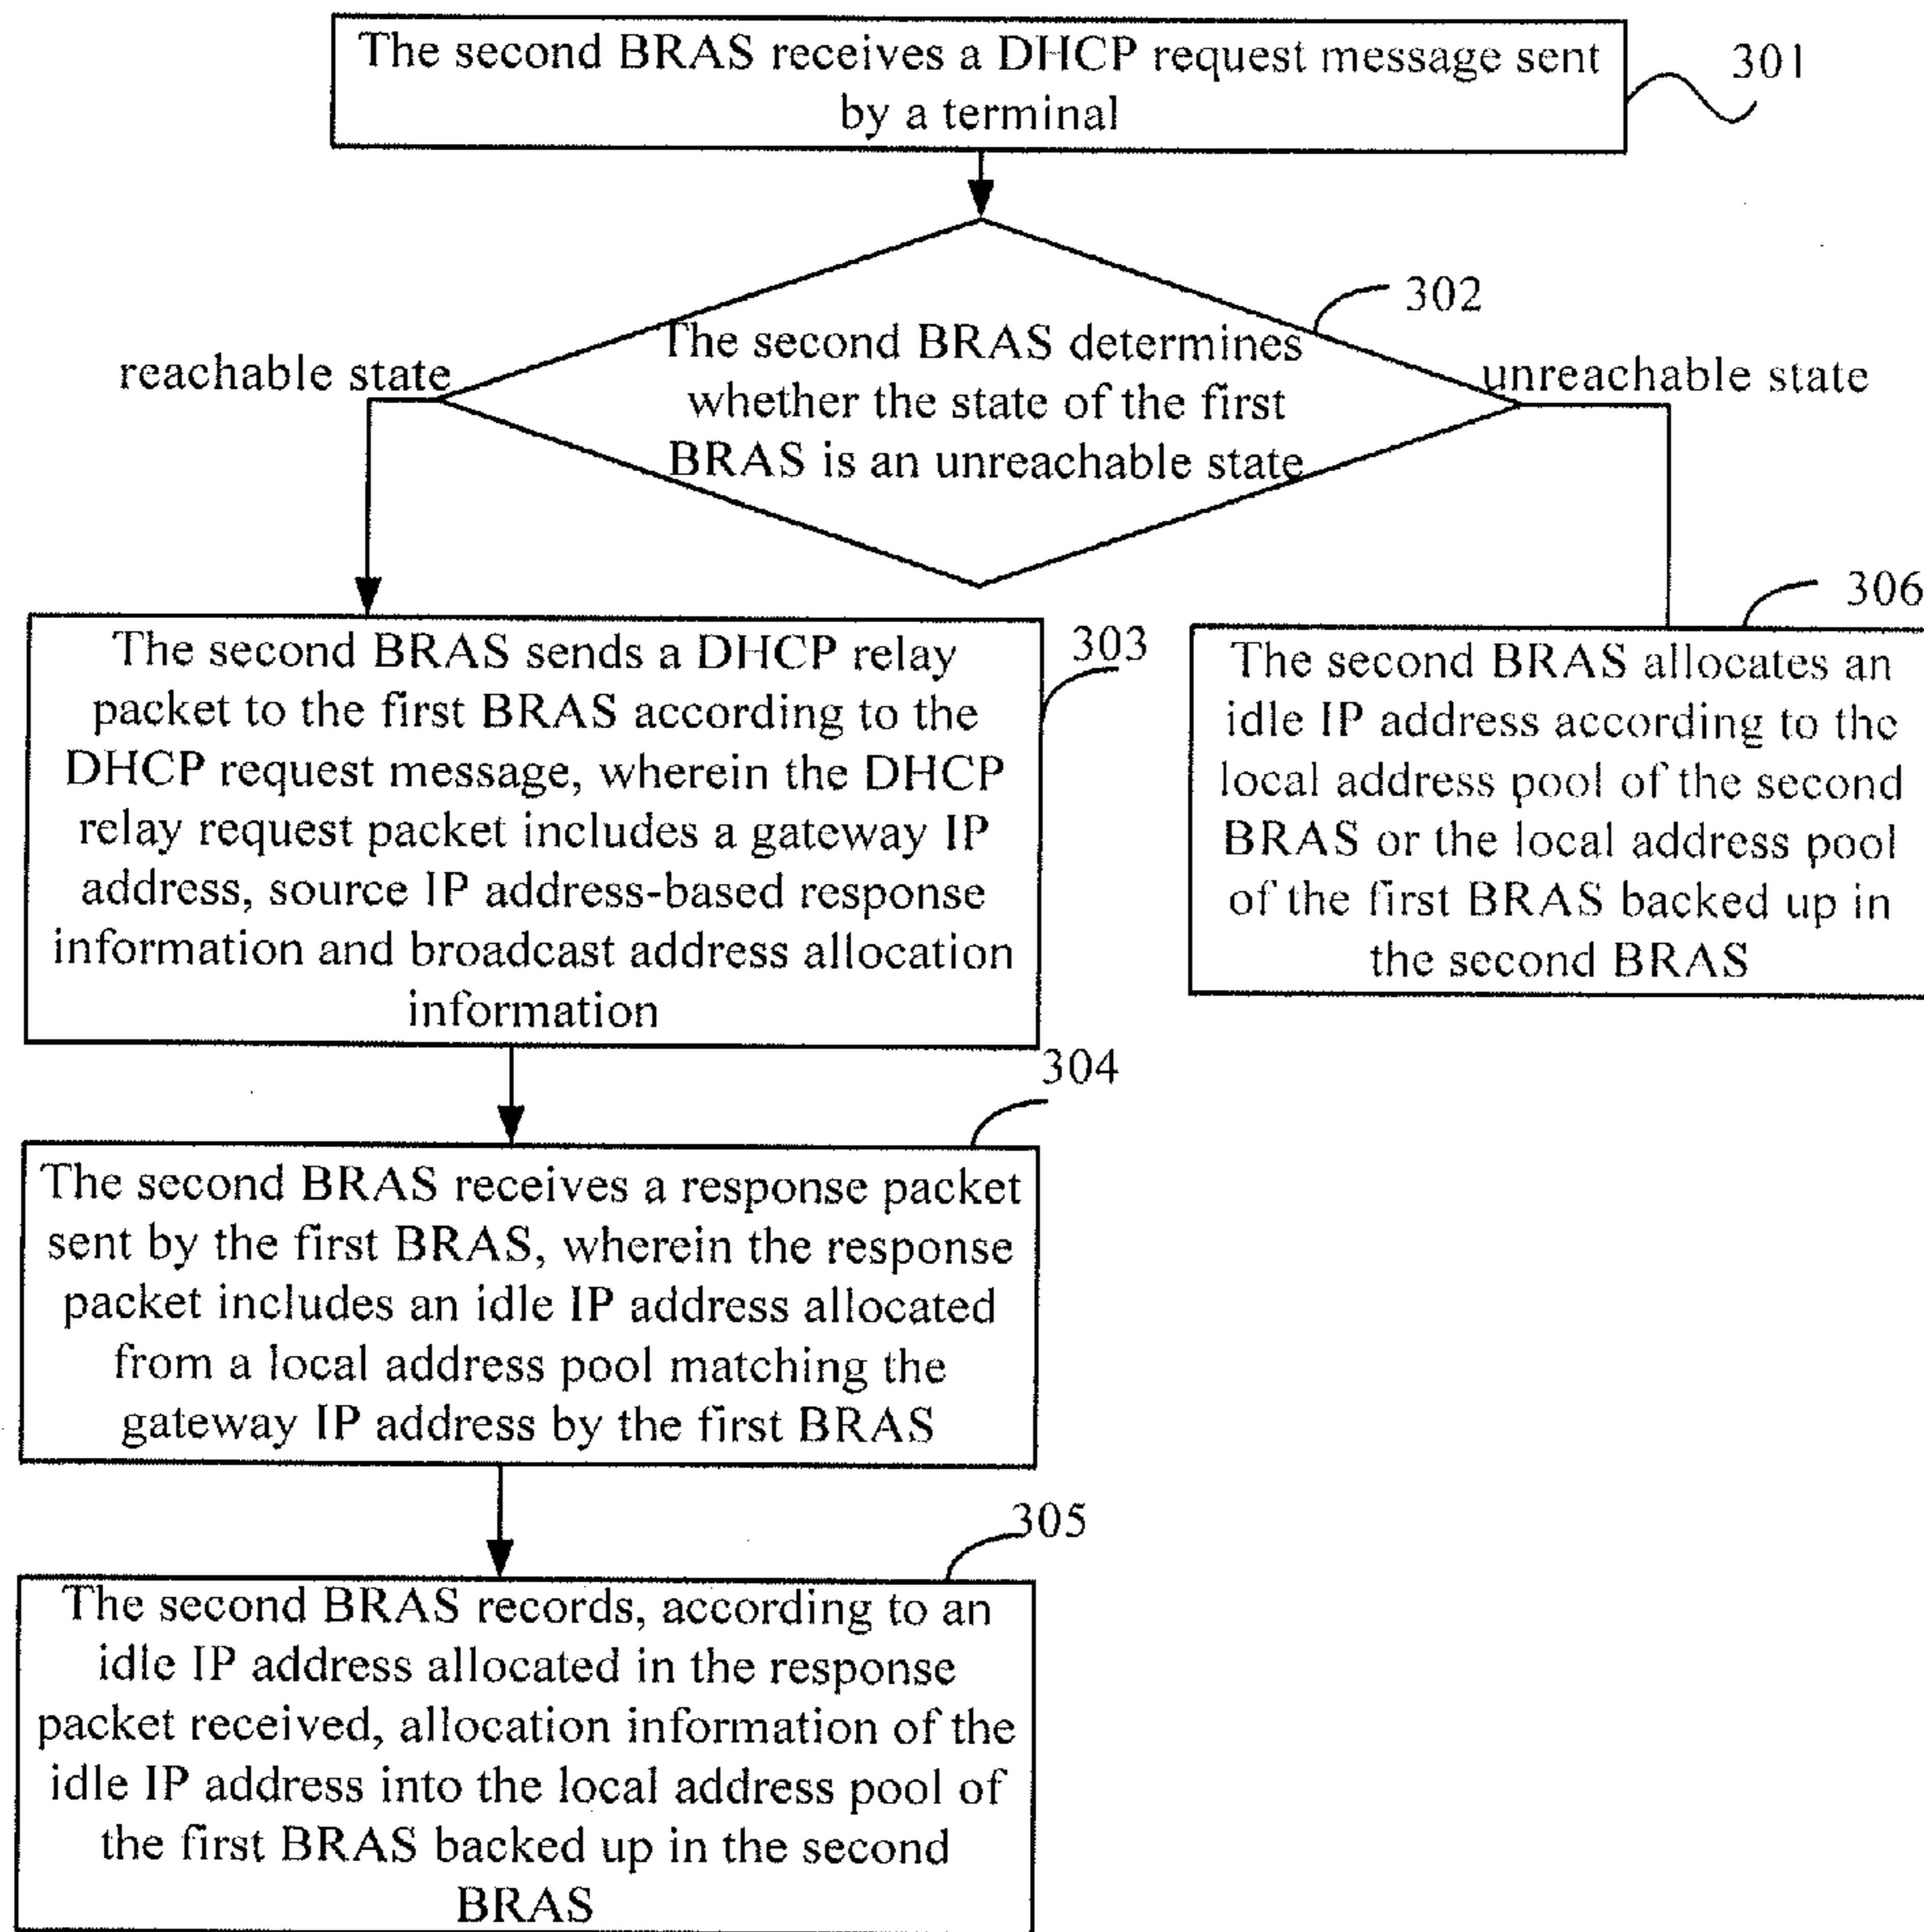 The second BRAS receives a DHCP request message sent
by a terminal
301
302
The second BRAS determines
whether the state of the first
BRAS is an unreachable state
reachable state
unreachable state
303
The second BRAS sends a DHCP relay
packet to the first BRAS according to the
DHCP request message, wherein the DHCP
relay request packet includes a gateway IP
address, source IP address-based response
information and broadcast address allocation
information
306
The second BRAS allocates an
idle IP address according to the
local address pool of the second
BRAS or the local address pool
of the first BRAS backed up in
the second BRAS
304
The second BRAS receives a response packet
sent by the first BRAS, wherein the response
packet includes an idle IP address allocated
from a local address pool matching the
gateway IP address by the first BRAS
305
The second BRAS records, according to an
idle IP address allocated in the response
packet received, allocation information of the
idle IP address into the local address pool of
the first BRAS backed up in the second
BRAS